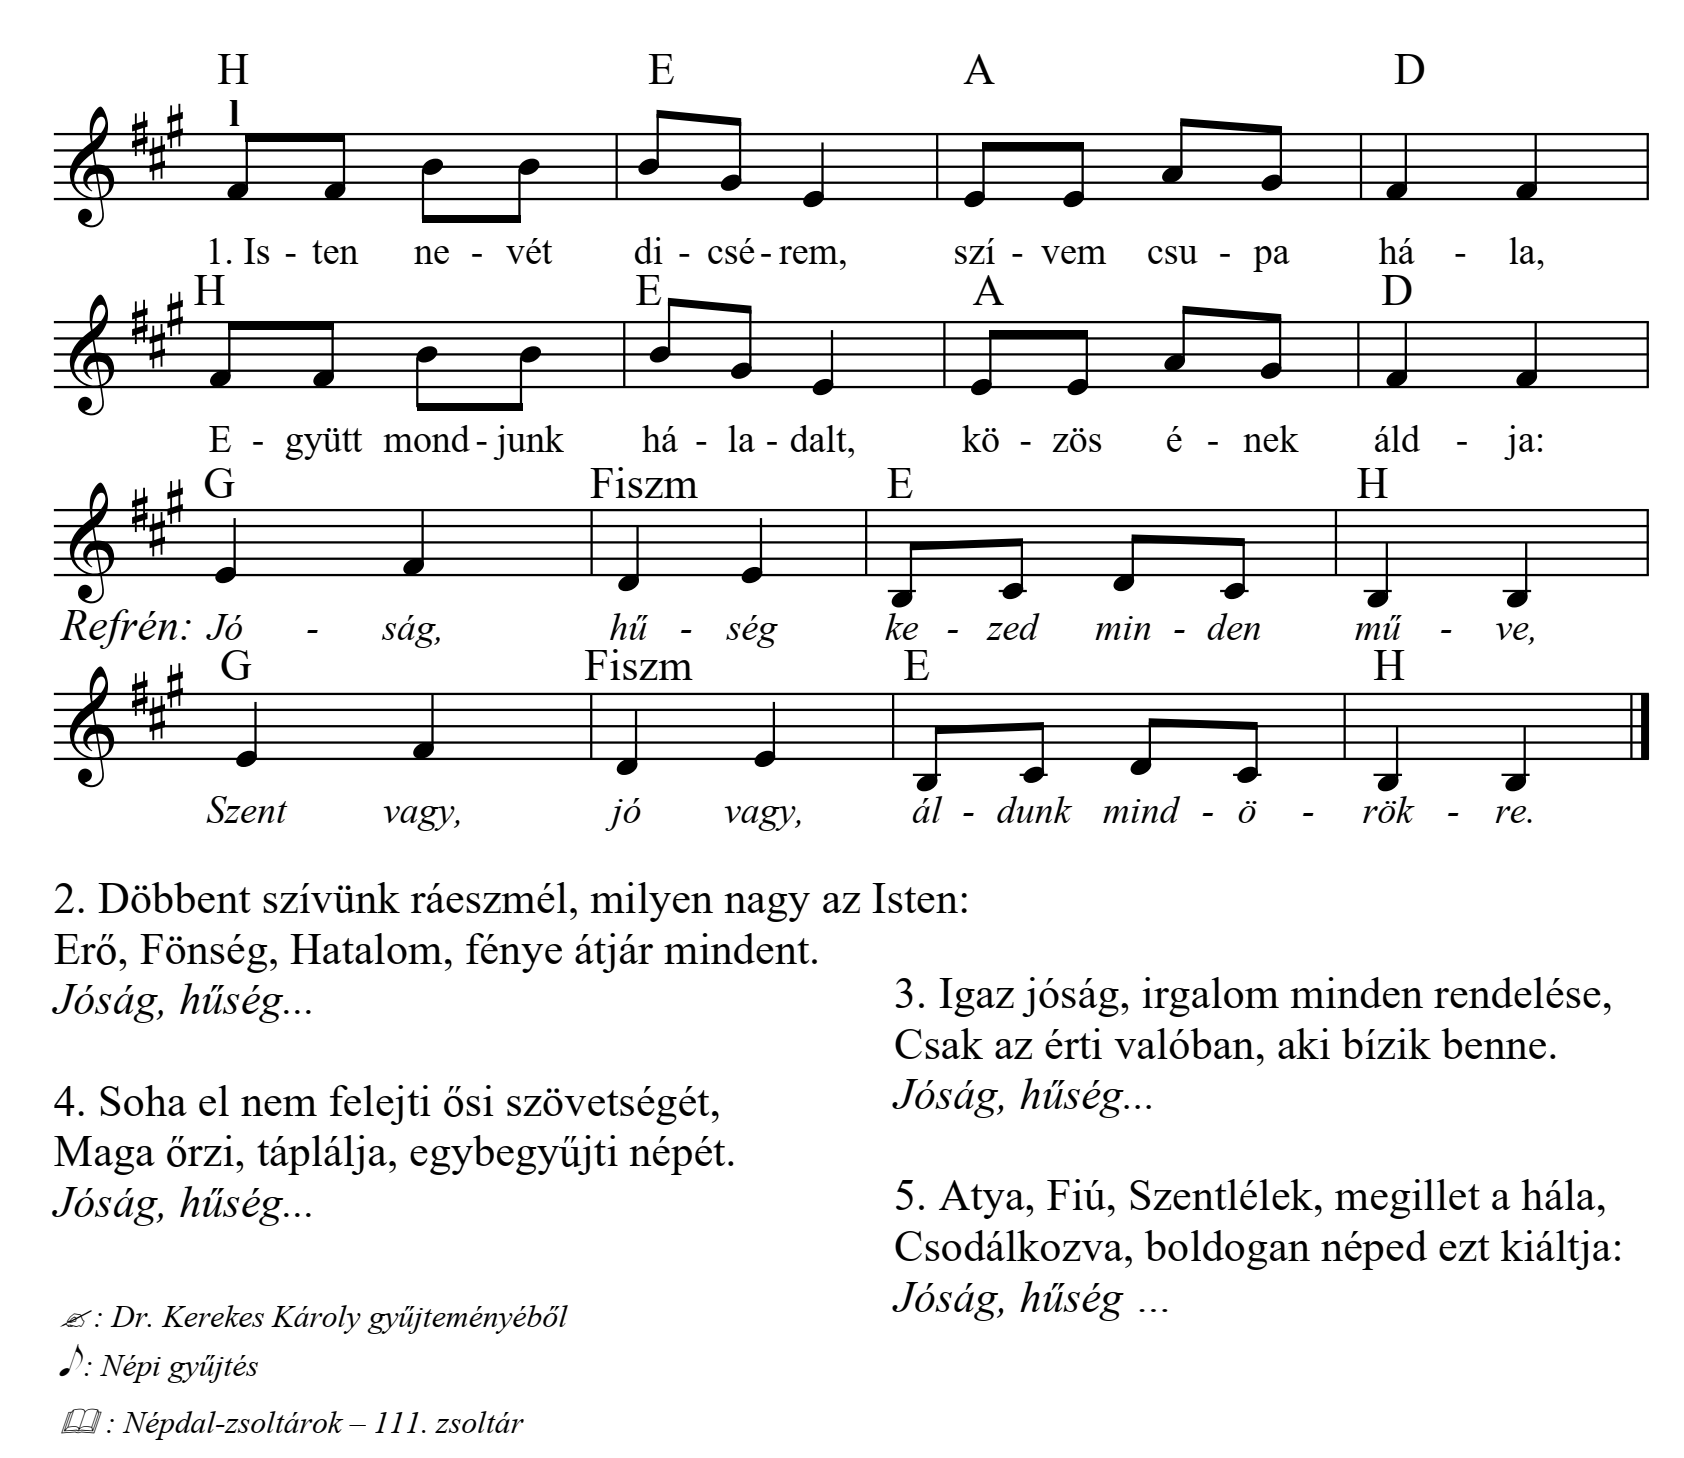 H E A D
l
1. Is - ten ne - vét di - csé - rem, szí - vem csu - pa há - la,
H E A D
E - gyütt mond - junk há - la - dalt, kö - zös é - nek áld - ja:
G Fiszm E H
Refrén: Jó - ság, hű - ség ke - zed min - den mű - ve,
G Fiszm E H
Szent vagy, jó vagy, ál - dunk mind - ö - rök - re.
2. Döbbent szívünk ráeszmél, milyen nagy az Isten:
Erő, Fönség, Hatalom, fénye átjár mindent.
Jóság, hűség...
3. Igaz jóság, irgalom minden rendelése,
Csak az érti valóban, aki bízik benne.
Jóság, hűség...
4. Soha el nem felejti ősi szövetségét,
Maga őrzi, táplálja, egybegyűjti népét.
Jóság, hűség...
5. Atya, Fiú, Szentlélek, megillet a hála,
Csodálkozva, boldogan néped ezt kiáltja:
Jóság, hűség ...
: Dr. Kerekes Károly gyűjteményéből
: Népi gyűjtés
: Népdal-zsoltárok – 111. zsoltár